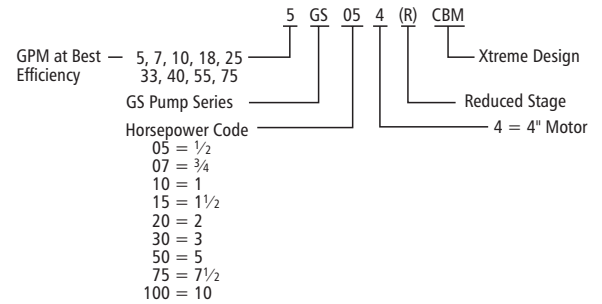 5 GS 05 4 (R) CBM
GPM at Best Efficiency
5, 7, 10, 18, 25
33, 40, 55, 75
Xtreme Design
GS Pump Series
Reduced Stage
Horsepower Code
4 = 4" Motor
05 = ½
07 = ¾
10 = 1
15 = 1½
20 = 2
30 = 3
50 = 5
75 = 7½
100 = 10